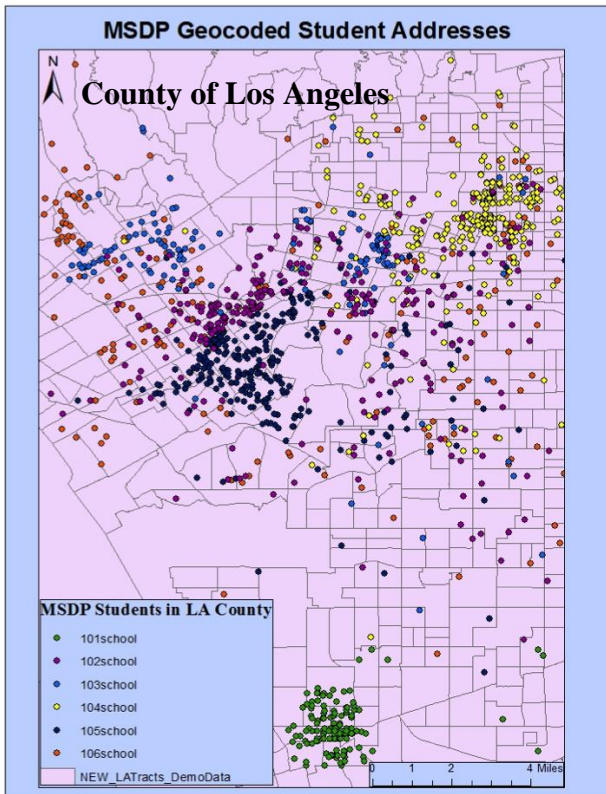 MSDP Geocoded Student Addresses
N
County of Los Angeles
MSDP Students in LA County
101school
102school
103school
104school
105school
106school
NEW_LATracts_DemoData
0 1 2 4 Miles